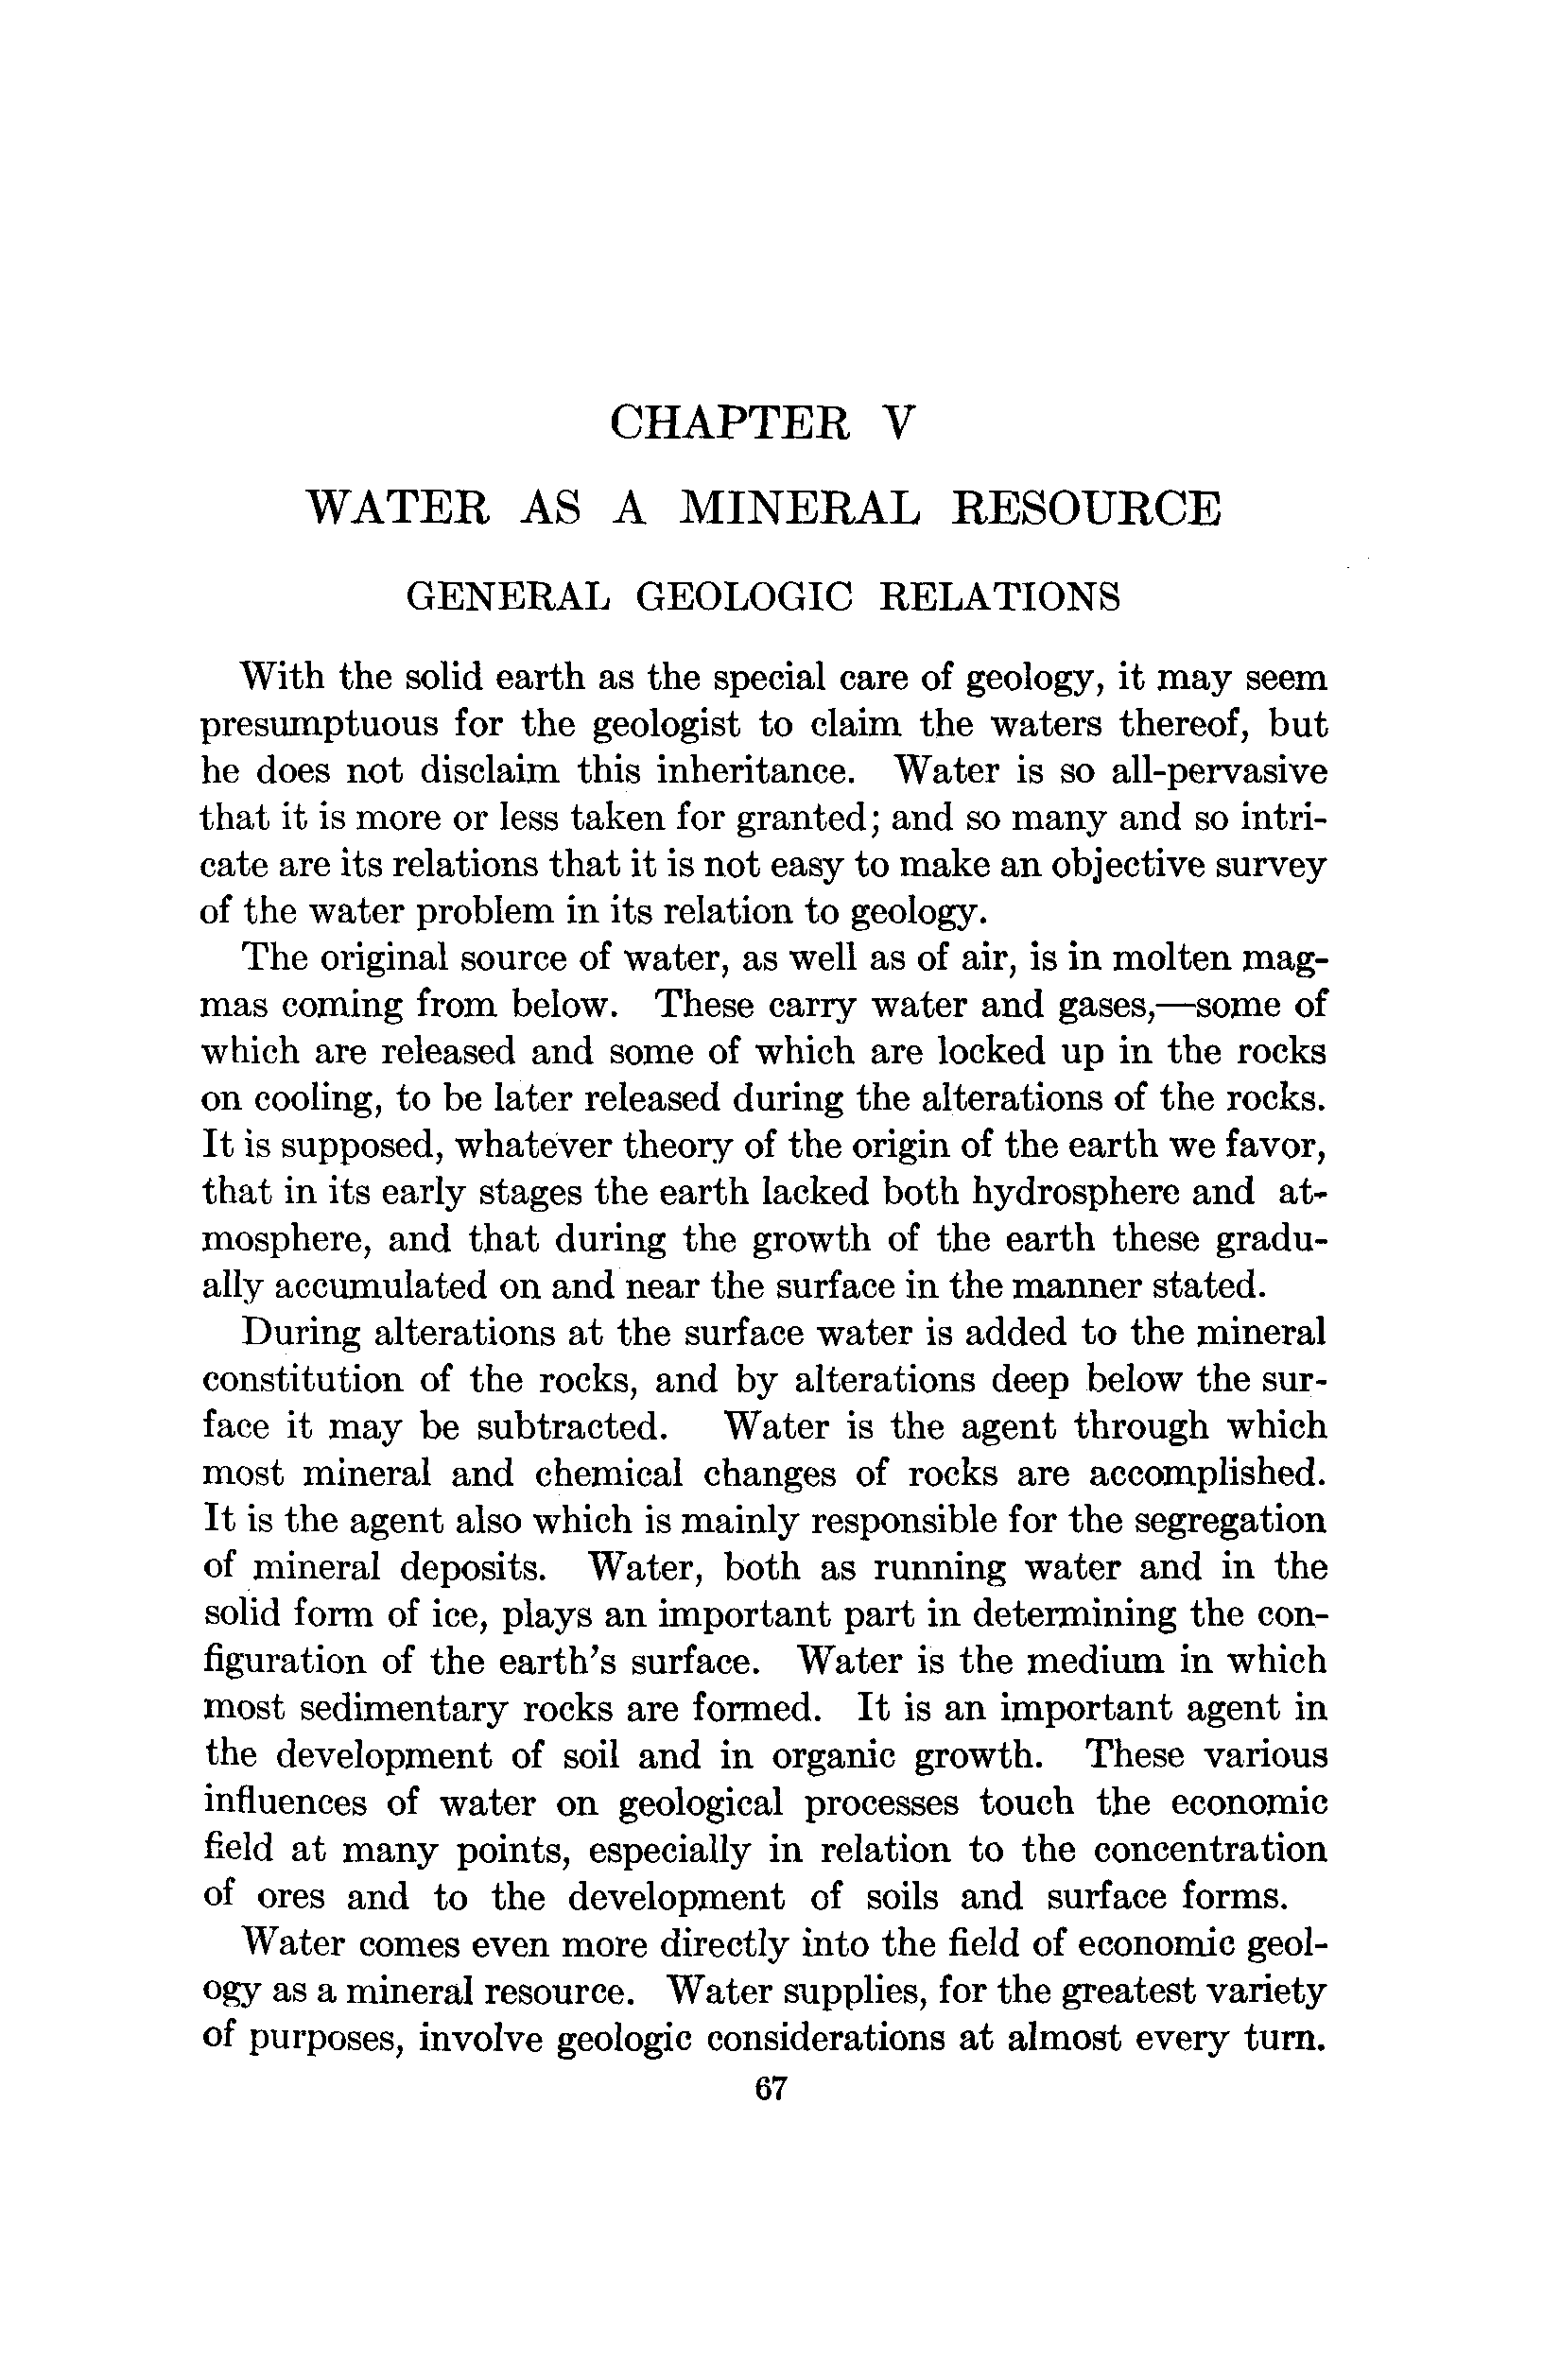 CHAPTER V
WATER AS A MINERAL RESOURCE
GENERAL GEOLOGIC RELATIONS
With the solid earth as the special care of geology, it may seem
presumptuous for the geologist to claim the waters thereof, but
he does not disclaim this inheritance. Water is so all-pervasive
that it is more or less taken for granted; and so many and so intri-
cate are its relations that it is not easy to make an objective survey
of the water problem in its relation to geology.
The original source of water, as well as of air, is in molten mag-
mas coming from below. These carry water and gases,—some of
which are released and some of which are locked up in the rocks
on cooling, to be later released during the alterations of the rocks.
It is supposed, whatever theory of the origin of the earth we favor,
that in its early stages the earth lacked both hydrosphere and at-
mosphere, and that during the growth of the earth these gradu-
ally accumulated on and near the surface in the manner stated.
During alterations at the surface water is added to the mineral
constitution of the rocks, and by alterations deep below the sur-
face it may be subtracted. Water is the agent through which
most mineral and chemical changes of rocks are accomplished.
It is the agent also which is mainly responsible for the segregation
of mineral deposits. Water, both as running water and in the
solid form of ice, plays an important part in determining the con-
figuration of the earth's surface. Water is the medium in which
most sedimentary rocks are formed. It is an important agent in
the development of soil and in organic growth. These various
influences of water on geological processes touch the economic
field at many points, especially in relation to the concentration
of ores and to the development of soils and surface forms.
Water comes even more directly into the field of economic geol-
ogy as a mineral resource. Water supplies, for the greatest variety
of purposes, involve geologic considerations at almost every turn.
67